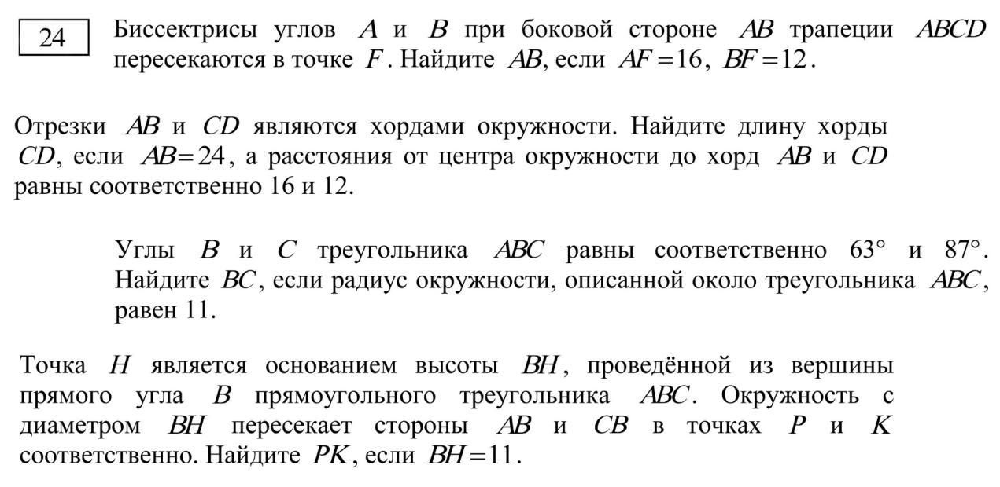 24
Биссектрисы углов A и B при боковой стороне AB трапеции ABCD
пересекаются в точке F. Найдите AB, если AF=16, BF=12.
Отрезки AB и CD являются хордами окружности. Найдите длину хорды
CD, если AB=24, а расстояния от центра окружности до хорд AB и CD
равны соответственно 16 и 12.
Углы B и C треугольника ABC равны соответственно 63° и 87°.
Найдите BC, если радиус окружности, описанной около треугольника ABC,
равен 11.
Точка H является основанием высоты BH, проведённой из вершины
прямого угла B прямоугольного треугольника ABC. Окружность с
диаметром BH пересекает стороны AB и CB в точках P и K
соответственно. Найдите PK, если BH=11.